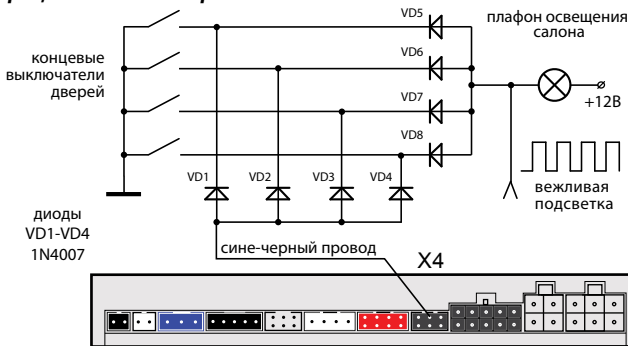 VD5
плафон освещения
салона
концевые
выключатели
дверей
VD6
+12В
VD7
VD8
VD1 VD2 VD3 VD4
вежливая
подсветка
диоды
VD1-VD4
1N4007
сине-черный провод
X4